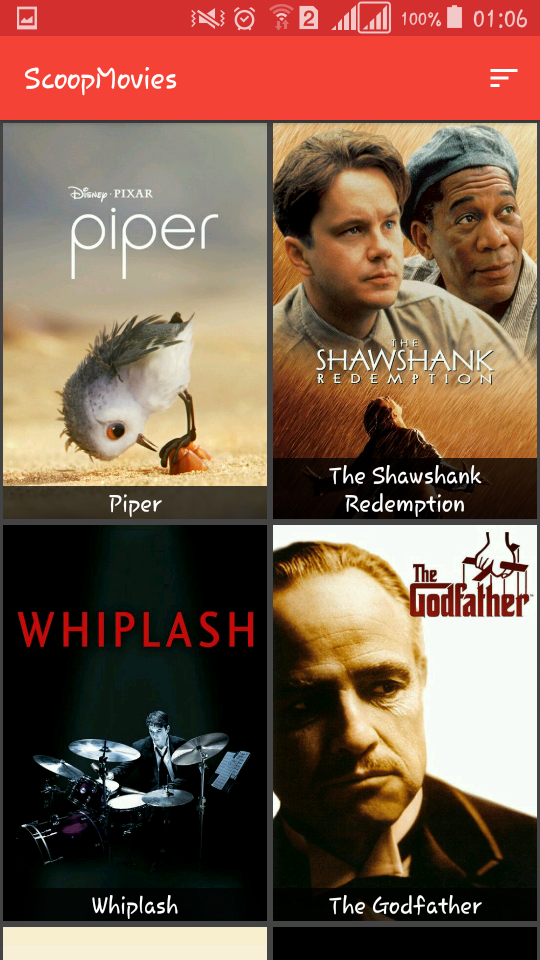 2
100%
01:06
ScoopMovies
Disney · PIXAR
piper
Piper
THE
SHAWSHANK
REDEMPTION
The Shawshank
Redemption
WHIPLASH
Whiplash
The
Godfather
The Godfather